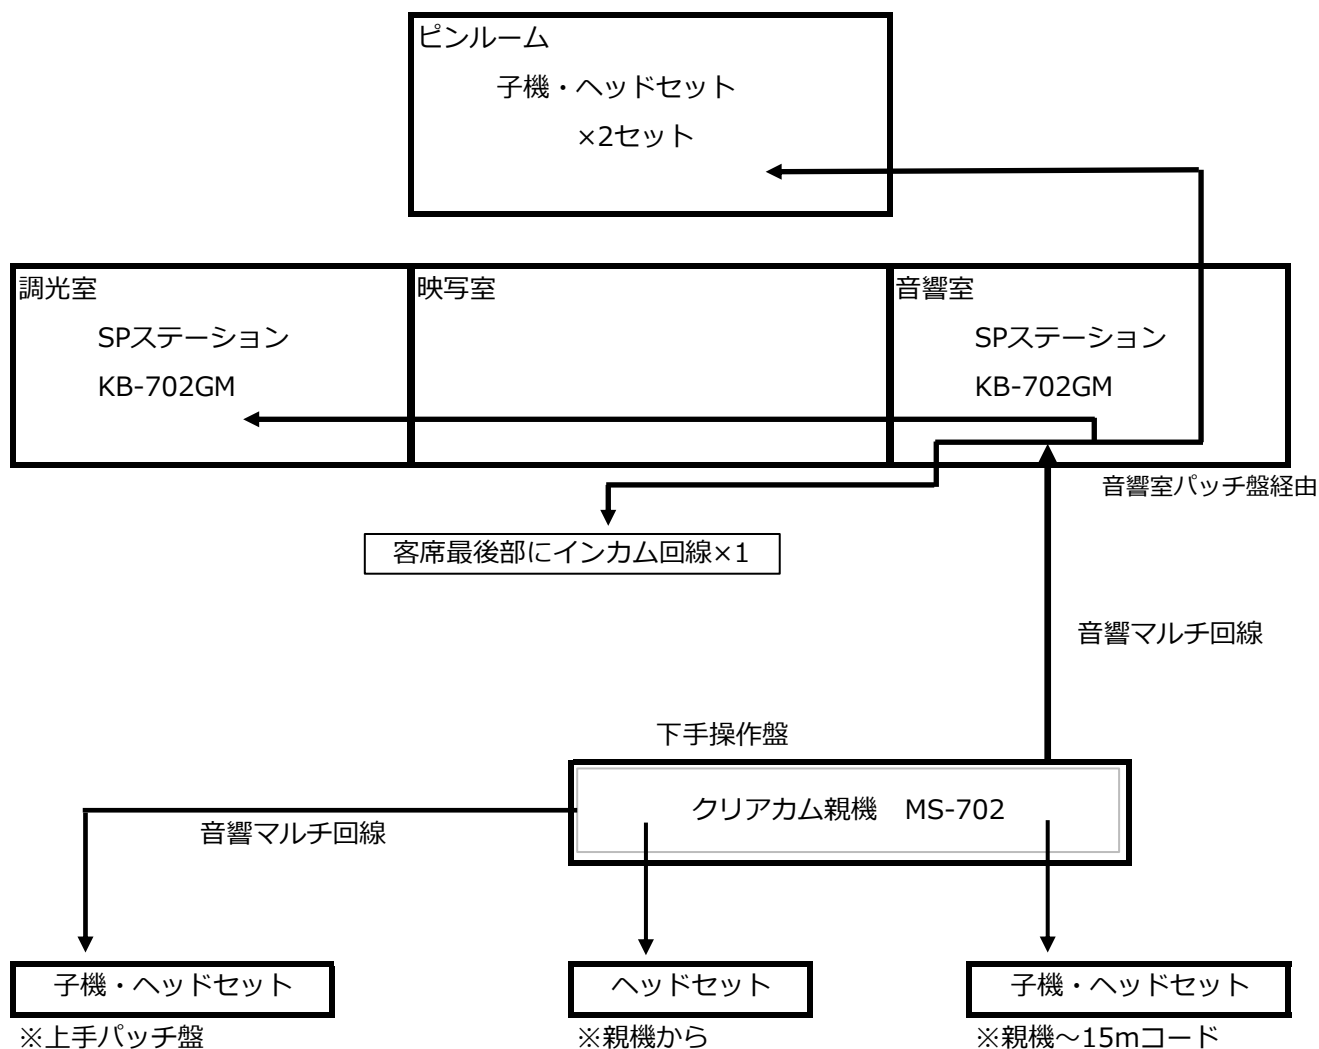 ピンルーム
子機・ヘッドセット
×2セット
調光室
SPステーション
KB-702GM
映写室
音響室
SPステーション
KB-702GM
音響室パッチ盤経由
客席最後部にインカム回線×1
音響マルチ回線
下手操作盤
クリアカム親機　MS-702
音響マルチ回線
子機・ヘッドセット
※上手パッチ盤
ヘッドセット
※親機から
子機・ヘッドセット
※親機～15mコード